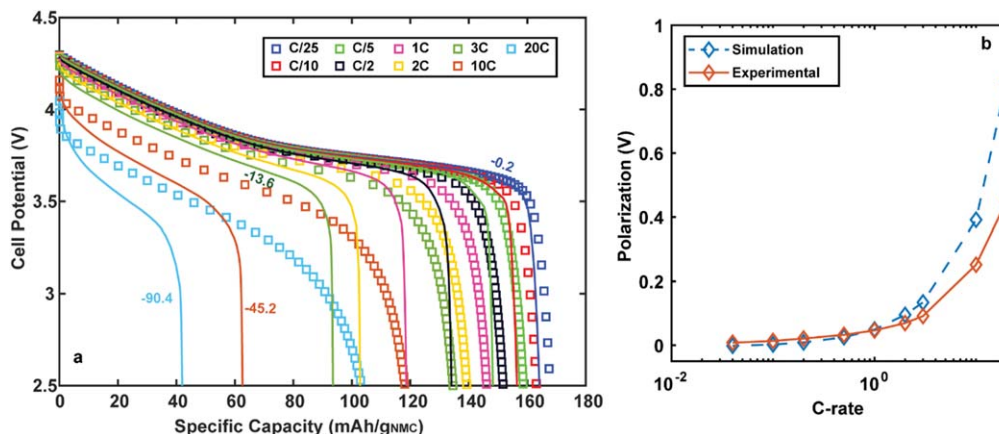 4.5
4
3.5
3
2.5
Cell Potential (V)
C/25 C/5 1C 3C 20C
C/10 C/2 2C 10C
-0.2
-13.6
-45.2
-90.4
a
0 20 40 60 80 100 120 140 160 180
Specific Capacity (mAh/gNMC)
b
Simulation
Experimental
1
0.8
0.6
0.4
0.2
0
Polarization (V)
10-2 100
C-rate